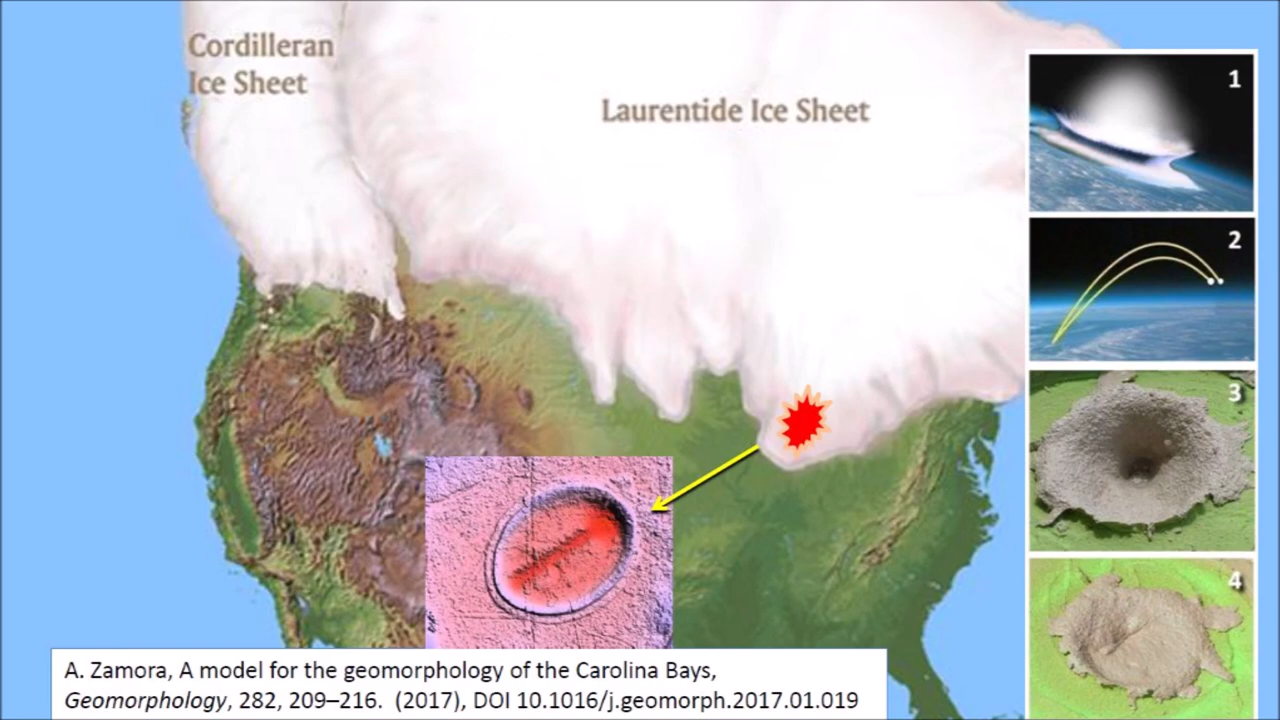 Cordilleran
Ice Sheet
Laurentide Ice Sheet
1
2
3
4
A. Zamora, A model for the geomorphology of the Carolina Bays,
Geomorphology, 282, 209–216.  (2017), DOI 10.1016/j.geomorph.2017.01.019